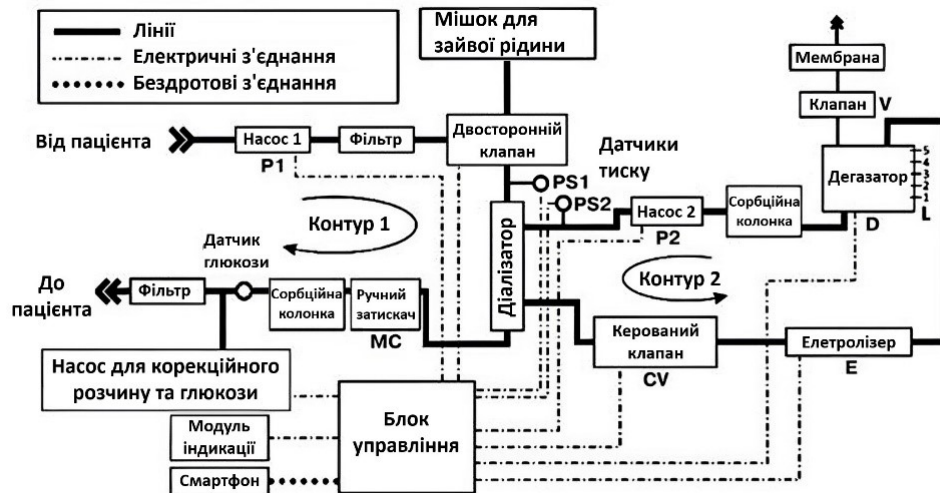 Лінії
Електричні з'єднання
Бездротові з'єднання
Мішок для
зайвої рідини
Мембрана
Клапан
V
Від пацієнта
Насос 1
P1
Фільтр
Двосторонній
клапан
Датчики
тиску
PS1
PS2
Дегазатор
5
4
3
2
1
L
D
Насос 2
P2
Сорбційна
колонка
Контур 1
Діалізатор
Контур 2
Датчик
глюкози
До
пацієнта
Фільтр
Сорбційна
колонка
Ручний
затискач
MC
Керований
клапан
CV
Елетролізер
E
Насос для корекційного
розчину та глюкози
Модуль
індикації
Смартфон
Блок
управління